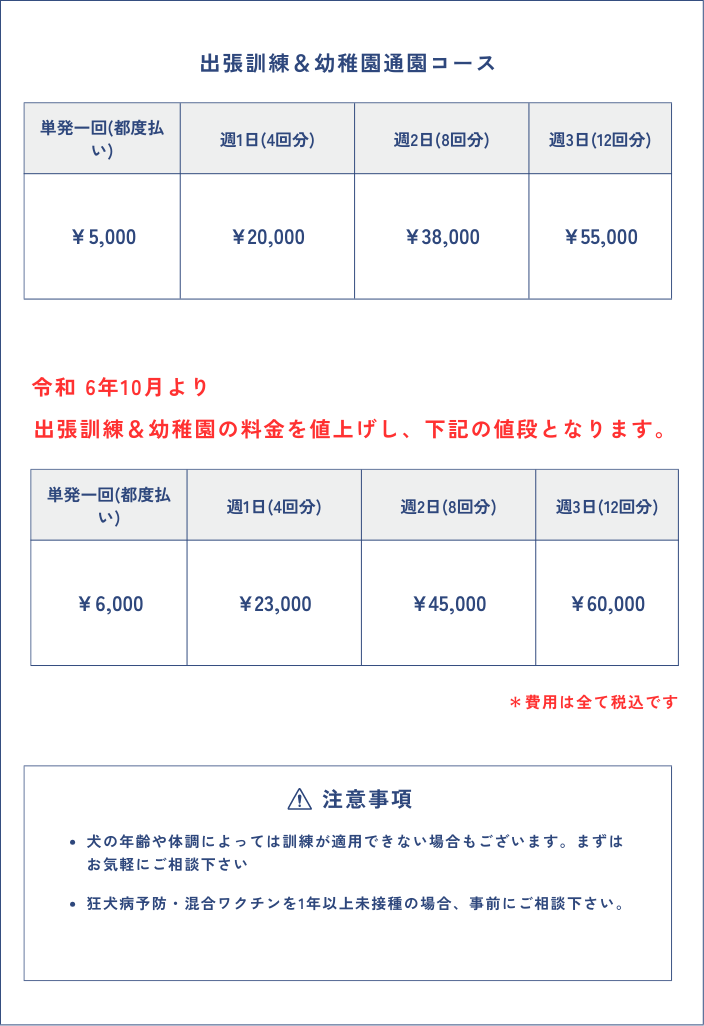 出張訓練＆幼稚園通園コース
単発一回(都度払
い)
週1日(4回分)
週2日(8回分)
週3日(12回分)
￥5,000
￥20,000
￥38,000
￥55,000
令和 6年10月より
出張訓練＆幼稚園の料金を値上げし、下記の値段となります。
単発一回(都度払
い)
週1日(4回分)
週2日(8回分)
週3日(12回分)
￥6,000
￥23,000
￥45,000
￥60,000
＊費用は全て税込です
注意事項
• 犬の年齢や体調によっては訓練が適用できない場合もございます。まずは
お気軽にご相談下さい
• 狂犬病予防・混合ワクチンを1年以上未接種の場合、事前にご相談下さい。